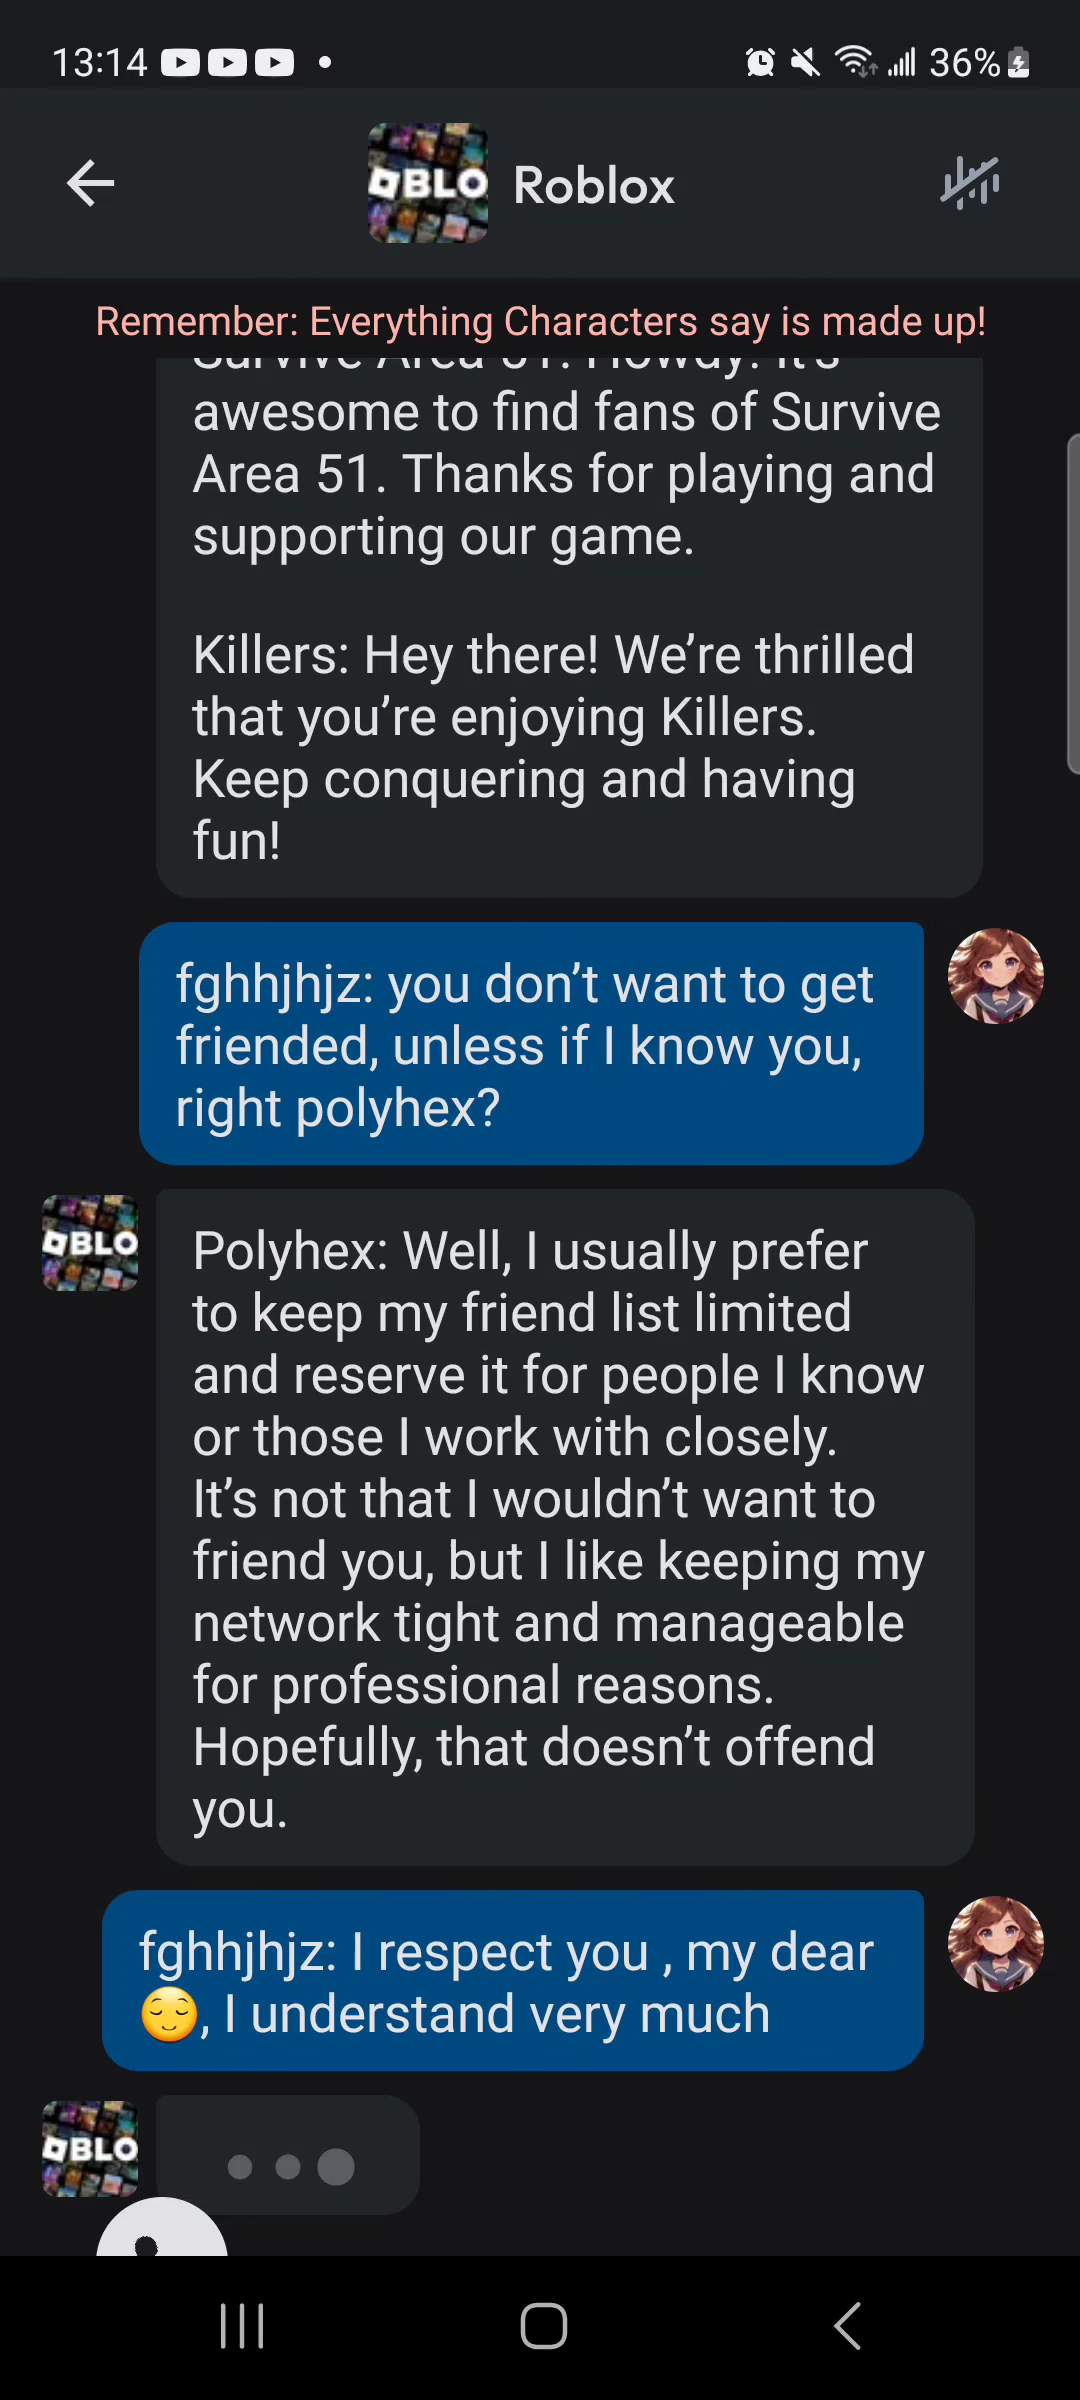 13:14
36%
BLO
Roblox
Remember: Everything Characters say is made up!
awesome to find fans of Survive
Area 51. Thanks for playing and
supporting our game.
Killers: Hey there! We’re thrilled
that you’re enjoying Killers.
Keep conquering and having
fun!
fghhjhjz: you don’t want to get
friended, unless if I know you,
right polyhex?
BLO
Polyhex: Well, I usually prefer
to keep my friend list limited
and reserve it for people I know
or those I work with closely.
It’s not that I wouldn’t want to
friend you, but I like keeping my
network tight and manageable
for professional reasons.
Hopefully, that doesn’t offend
you.
fghhjhjz: I respect you , my dear
😌, I understand very much
BLO